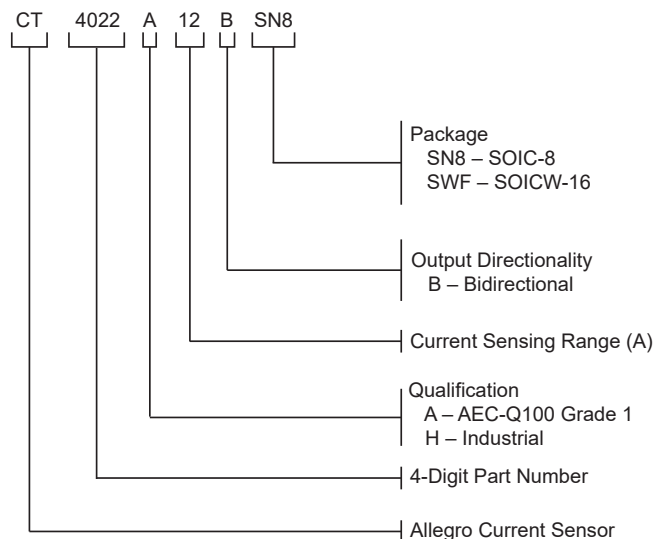 CT 4022 A 12 B SN8
Package
SN8 – SOIC-8
SWF – SOICW-16
Output Directionality
B – Bidirectional
Current Sensing Range (A)
Qualification
A – AEC-Q100 Grade 1
H – Industrial
4-Digit Part Number
Allegro Current Sensor